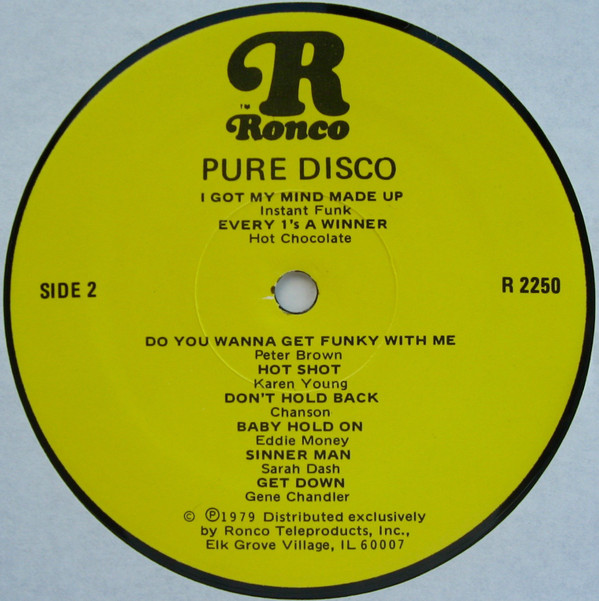 R
TM
Ronco
PURE DISCO
I GOT MY MIND MADE UP
Instant Funk
EVERY 1's A WINNER
Hot Chocolate
SIDE 2
R 2250
DO YOU WANNA GET FUNKY WITH ME
Peter Brown
HOT SHOT
Karen Young
DON'T HOLD BACK
Chanson
BABY HOLD ON
Eddie Money
SINNER MAN
Sarah Dash
GET DOWN
Gene Chandler
© ℗1979 Distributed exclusively
by Ronco Teleproducts, Inc.,
Elk Grove Village, IL 60007